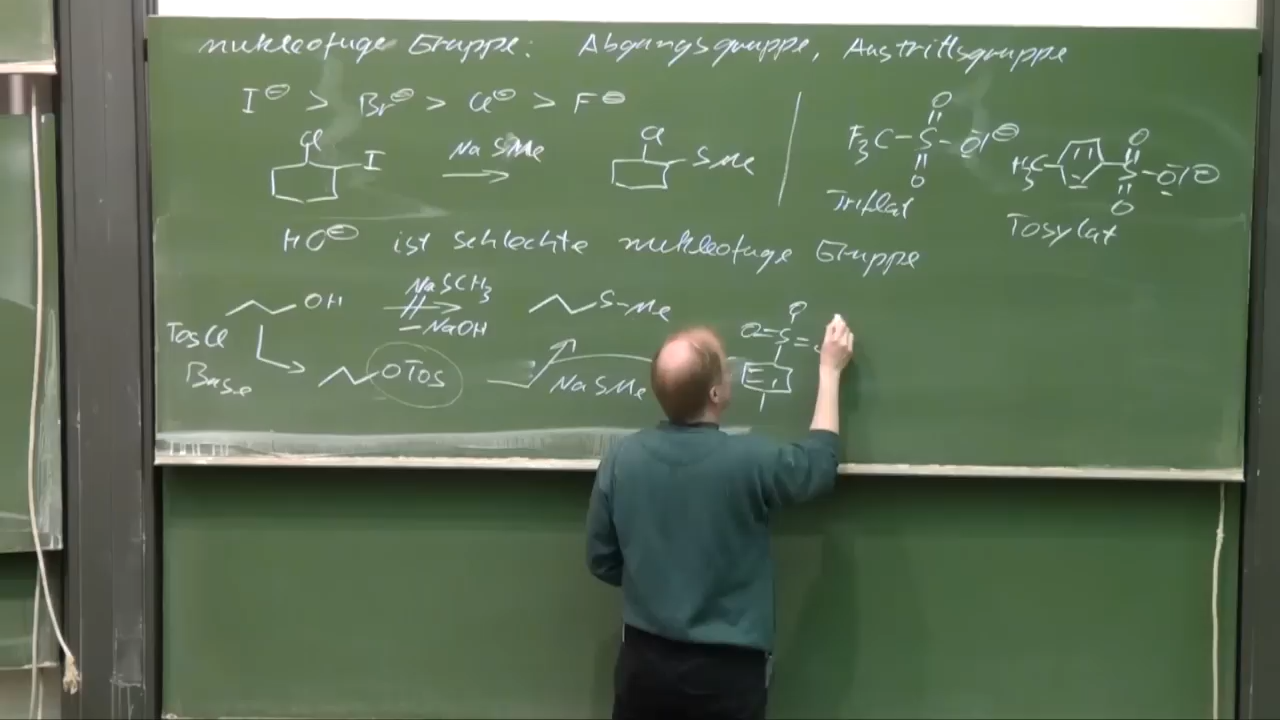 nukleofuge Gruppe: Abgangsgruppe, Austrittsgruppe
I⊖ > Br⊖ > Cl⊖ > F⊖
Cl I NaSMe Cl SMe
F₃C-S-O|⊖ O O
Triflat
H₃C S-O|⊖ O O
Tosylat
HO⊖ ist schlechte nukleofuge Gruppe
OH NaSCH₃ S-Me
-NaOH
TosCl
Base OTos NaSMe
O O=S=